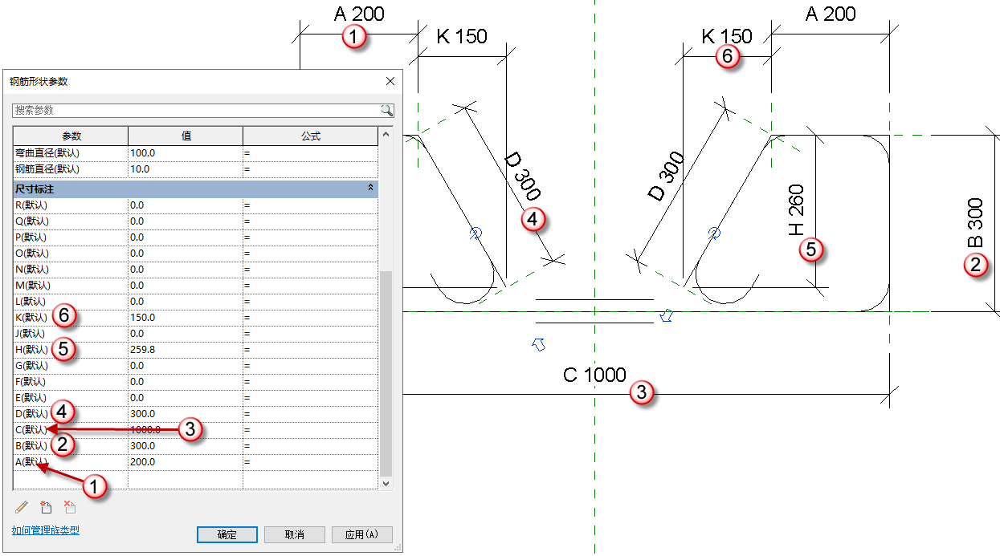 A 200
①
K 150
K 150
⑥
A 200
钢筋形状参数
搜索参数
参数 值 公式
弯曲直径(默认) 100.0 =
钢筋直径(默认) 10.0 =
尺寸标注
R(默认) 0.0 =
Q(默认) 0.0 =
P(默认) 0.0 =
O(默认) 0.0 =
N(默认) 0.0 =
M(默认) 0.0 =
L(默认) 0.0 =
K(默认) ⑥ 150.0 =
J(默认) 0.0 =
H(默认) ⑤ 259.8 =
G(默认) 0.0 =
F(默认) 0.0 =
E(默认) 0.0 =
D(默认) ④ 300.0 =
C(默认) 1000.0 ③ =
B(默认) ② 300.0 =
A(默认) 200.0 =
①
如何管理族类型
确定 取消 应用(A)
D 300
④
D 300
H 260
⑤
B 300
②
C 1000
③